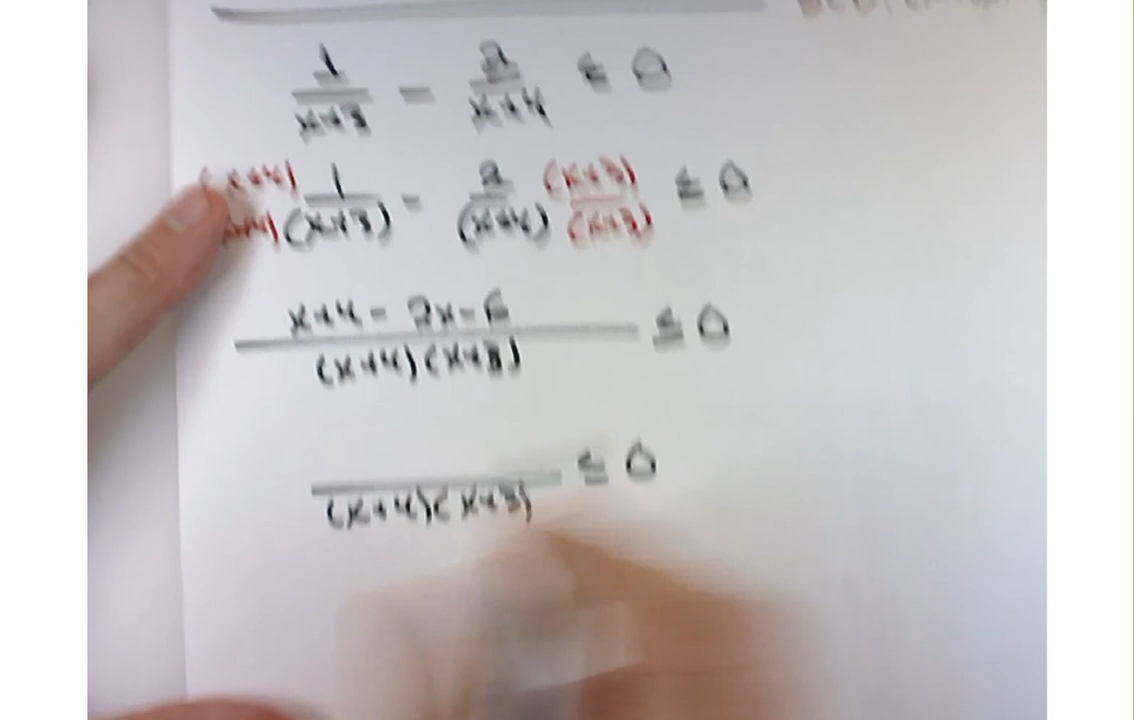 1/(x+3) - 2/(x+4) ≤ 0
(x+4)/(x+4) 1/(x+3) - 2/(x+4) (x+3)/(x+3) ≤ 0
x+4 - 2x - 6
/(x+4)(x+3) ≤ 0
/(x+4)(x+3) ≤ 0